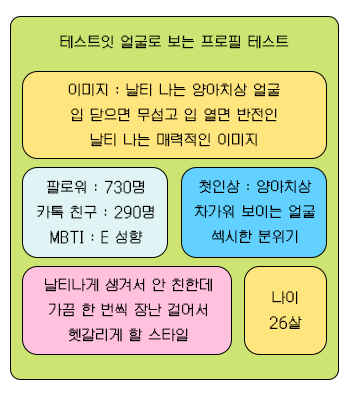 테스트잇 얼굴로 보는 프로필 테스트
이미지 : 날티 나는 양아치상 얼굴
입 닫으면 무섭고 입 열면 반전인
날티 나는 매력적인 이미지
팔로워 : 730명
카톡 친구 : 290명
MBTI : E 성향
첫인상 : 양아치상
차가워 보이는 얼굴
섹시한 분위기
날티나게 생겨서 안 친한데
가끔 한 번씩 장난 걸어서
헷갈리게 할 스타일
나이
26살